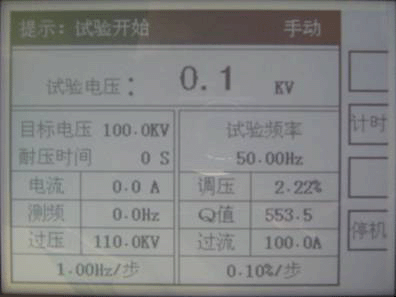 提示: 试验开始 手动
试验电压: 0.1 KV
目标电压 100.0KV 试验频率
耐压时间 0 S 50.00Hz
计时
电流 0.0 A 调压 2.22%
测频 0.0Hz Q值 553.5
过压 110.0KV 过流 100.0A
停机
1.00Hz/步 0.10%/步